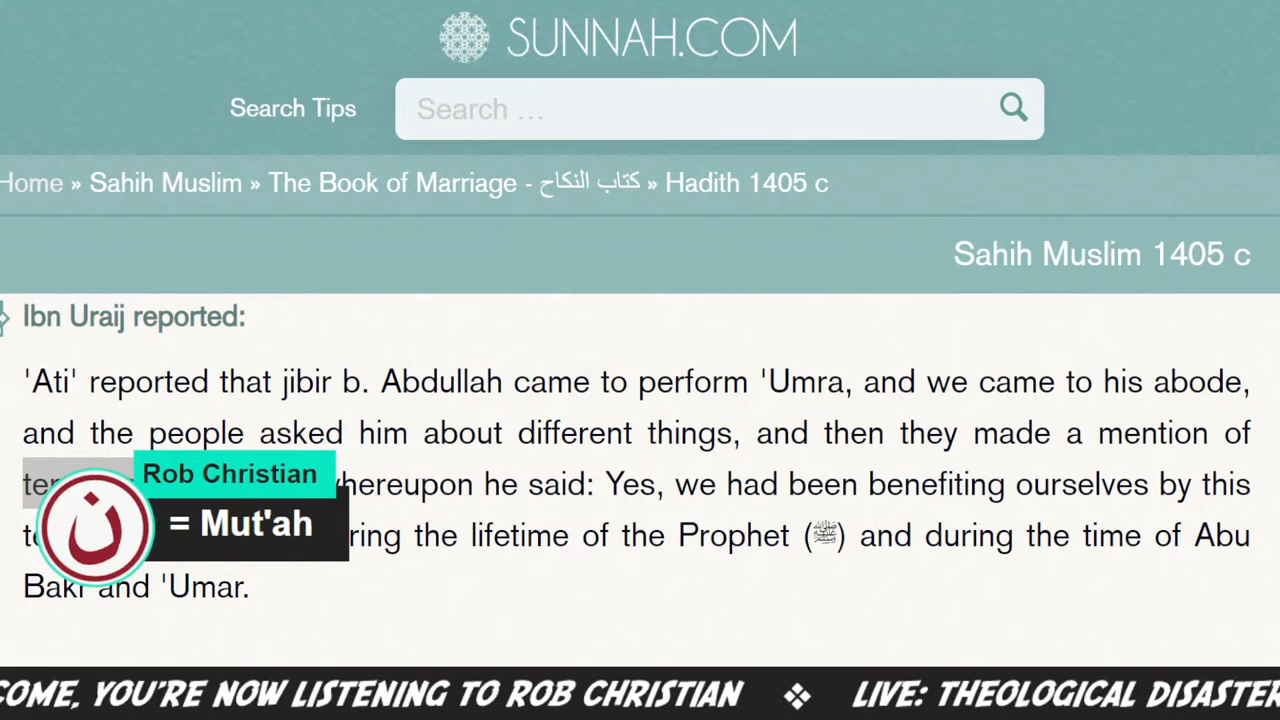 SUNNAH.COM
Search Tips
Search ...
Home » Sahih Muslim » The Book of Marriage - كتاب النكاح » Hadith 1405 c
Sahih Muslim 1405 c
Ibn Uraij reported:
'Ati' reported that jibir b. Abdullah came to perform 'Umra, and we came to his abode,
and the people asked him about different things, and then they made a mention of
whereupon he said: Yes, we had been benefiting ourselves by this
the lifetime of the Prophet (ﷺ) and during the time of Abu
Bakr and 'Umar.
Rob Christian
ن = Mut'ah
COME, YOU'RE NOW LISTENING TO ROB CHRISTIAN ❖ LIVE: THEOLOGICAL DISASTER